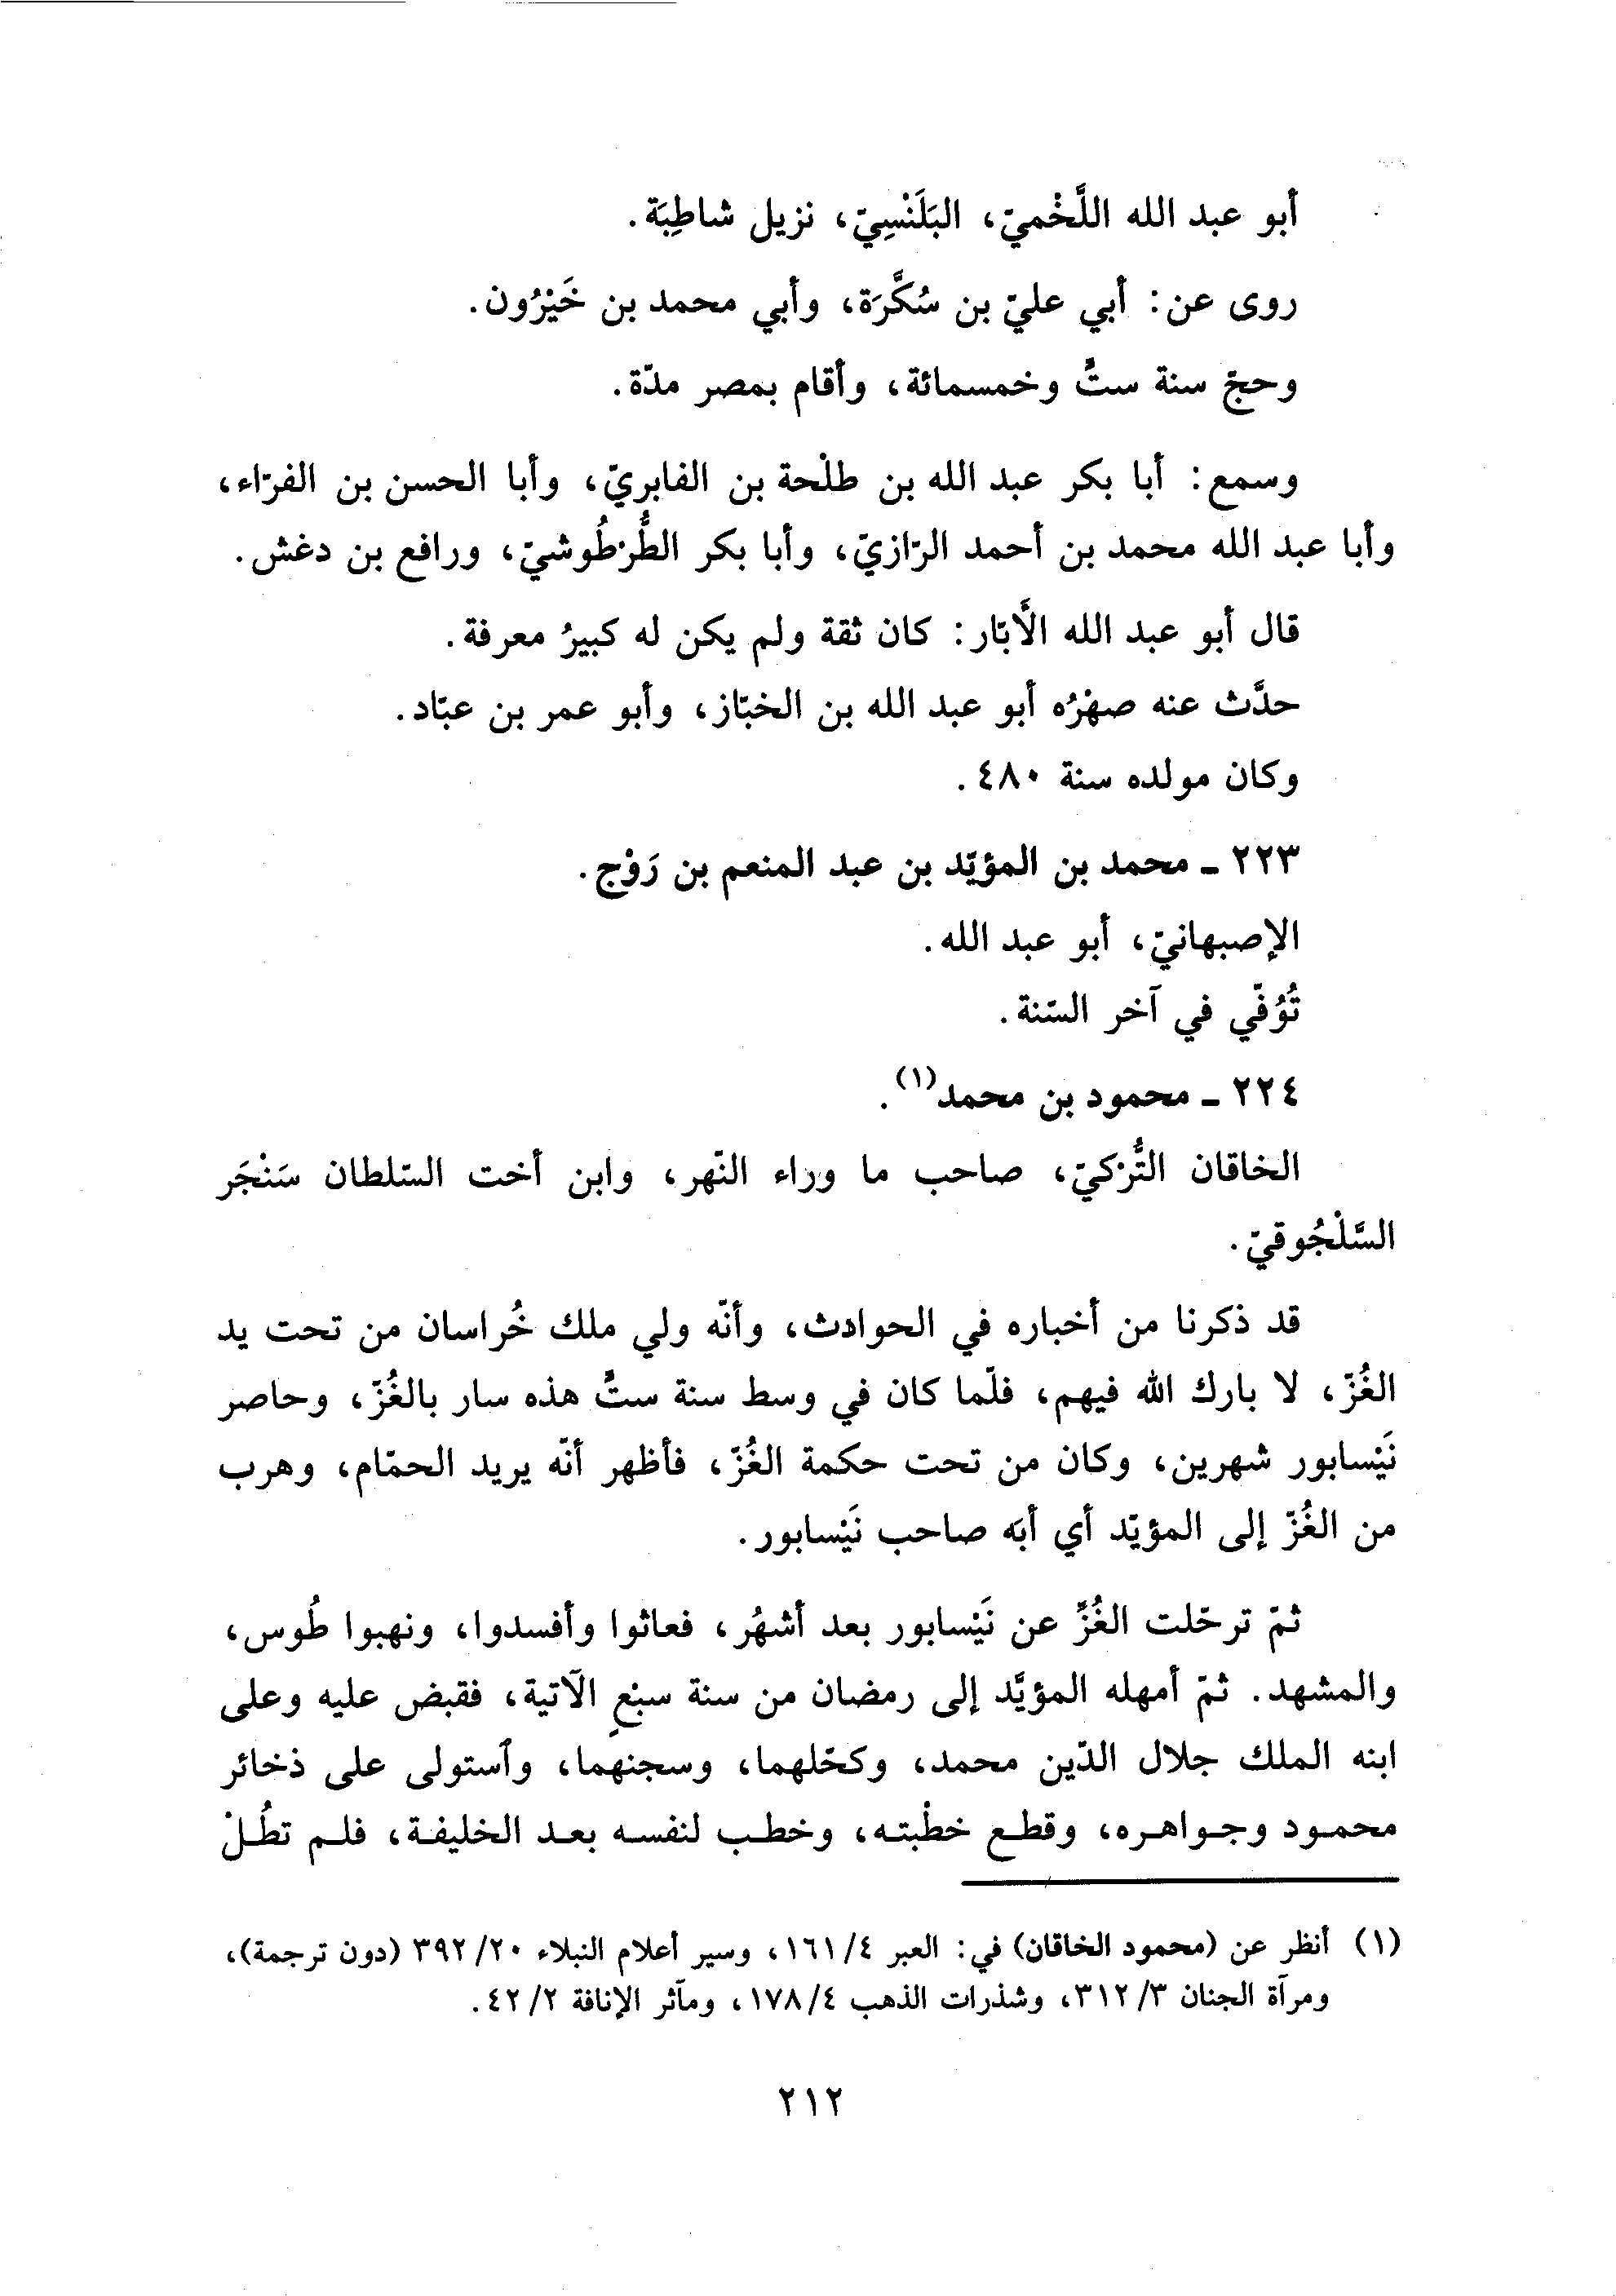 أبو عبد الله اللَّخْميّ، البَلَنْسِيّ، نزيل شاطِبَة.
روى عن: أبي عليّ بن سُكَّرَة، وأبي محمد بن خَيْرُون.
وحجّ سنة ستٍّ وخمسمائة، وأقام بمصر مدّة.
وسمع: أبا بكر عبد الله بن طلْحة بن الفابريّ، وأبا الحسن بن الفرّاء،
وأبا عبد الله محمد بن أحمد الرّازيّ، وأبا بكر الطُّرْطُوشيّ، ورافع بن دغش.
قال أبو عبد الله الأبّار: كان ثقة ولم يكن له كبيرُ معرفة.
حدَّث عنه صهْرُه أبو عبد الله بن الخبّاز، وأبو عمر بن عبّاد.
وكان مولده سنة ٤٨٠.
٢٢٣ ـ محمد بن المؤيّد بن عبد المنعم بن رَوْح.
الإصبهانيّ، أبو عبد الله.
تُوُفّي في آخر السّنة.
٢٢٤ ـ محمود بن محمد(١).
الخاقان التُّرْكيّ، صاحب ما وراء النّهر، وابن أخت السّلطان سَنْجَر
السَّلْجُوقيّ.
قد ذكرنا من أخباره في الحوادث، وأنّه ولي ملك خُراسان من تحت يد
الغُزّ، لا بارك الله فيهم، فلّما كان في وسط سنة ستٍّ هذه سار بالغُزّ، وحاصر
نَيْسابور شهرين، وكان من تحت حكمة الغُزّ، فأظهر أنّه يريد الحمّام، وهرب
من الغُزّ إلى المؤيّد أي أبَه صاحب نَيْسابور.
ثمّ ترحّلت الغُزّ عن نَيْسابور بعد أشهُر، فعاثوا وأفسدوا، ونهبوا طُوس،
والمشهد. ثمّ أمهله المؤيَّد إلى رمضان من سنة سبْعٍ الآتية، فقبض عليه وعلى
ابنه الملك جلال الدّين محمد، وكحّلهما، وسجنهما، وٱستولى على ذخائر
محمود وجواهره، وقطع خطْبته، وخطب لنفسه بعد الخليفة، فلم تطُلْ
(١) أنظر عن (محمود الخاقان) في: العبر ٤/١٦١، وسير أعلام النبلاء ٢٠/٣٩٢ (دون ترجمة)،
ومرآة الجنان ٣/٣١٢، وشذرات الذهب ٤/١٧٨، ومآثر الإنافة ٢/٤٢.
٢١٢